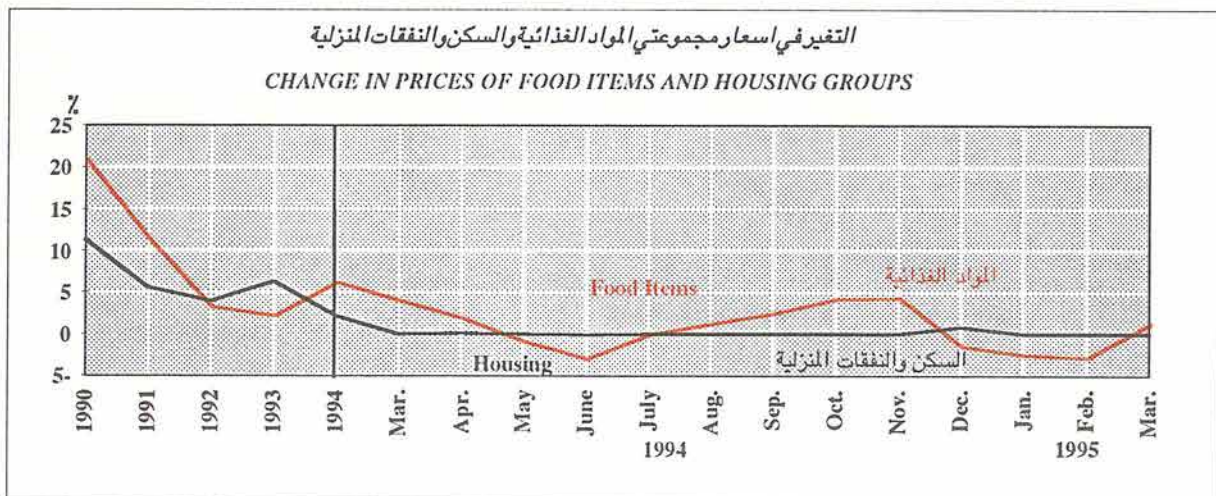 التغير في اسعار مجموعتي المواد الغذائية والسكن والنفقات المنزلية
CHANGE IN PRICES OF FOOD ITEMS AND HOUSING GROUPS
%
25
20
15
10
5
0
5-
المواد الغذائية
Food Items
Housing
السكن والنفقات المنزلية
1990
1991
1992
1993
1994
Mar.
Apr.
May
June
July
Aug.
Sep.
Oct.
Nov.
Dec.
Jan.
Feb.
Mar.
1994
1995